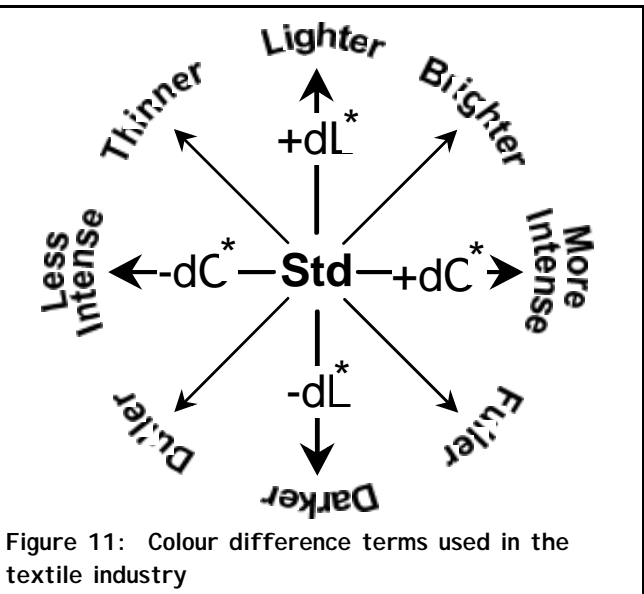 Lighter
Thinner
Brighter
+dL*
Less
Intense
-dC*
Std
+dC*
More
Intense
-dL*
Duller
Fuller
Darker
Figure 11: Colour difference terms used in the
textile industry